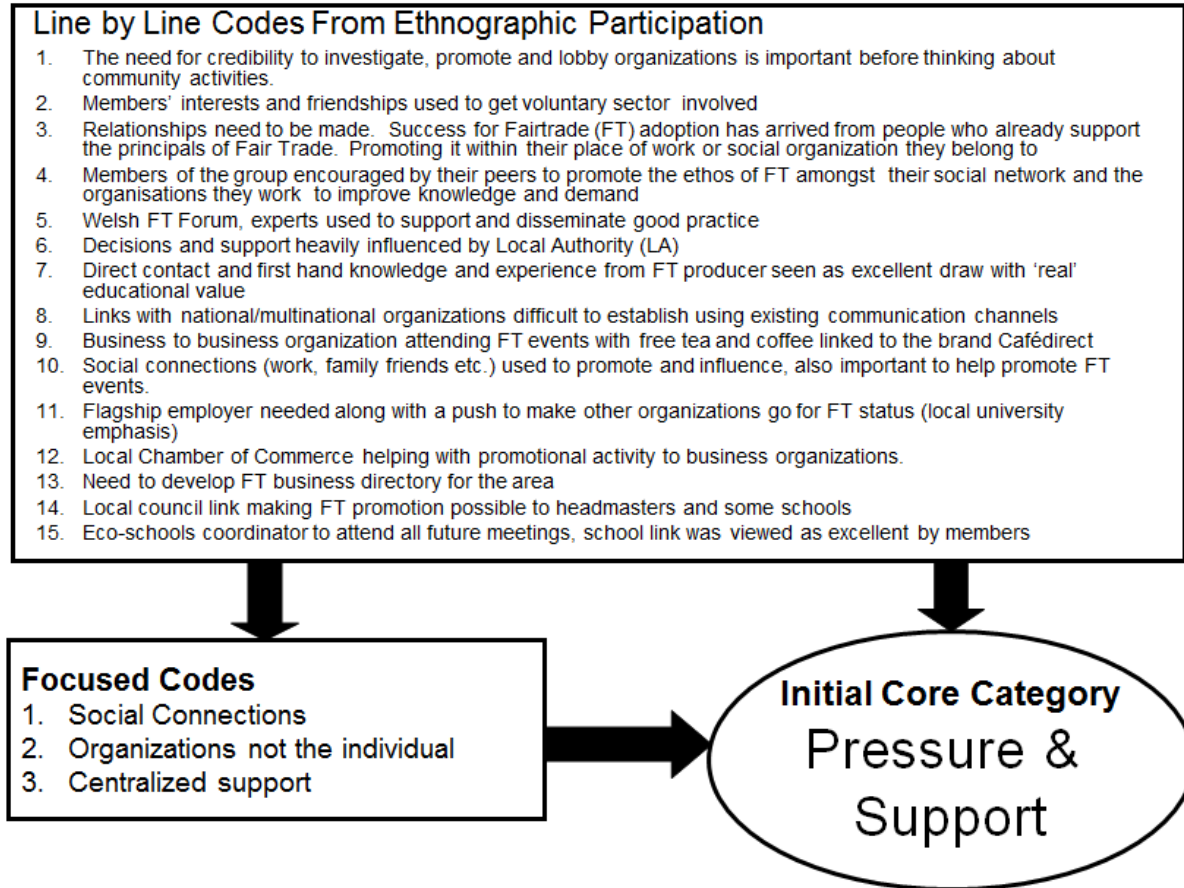 Line by Line Codes From Ethnographic Participation
1. The need for credibility to investigate, promote and lobby organizations is important before thinking about
community activities.
2. Members' interests and friendships used to get voluntary sector involved
3. Relationships need to be made. Success for Fairtrade (FT) adoption has arrived from people who already support
the principals of Fair Trade. Promoting it within their place of work or social organization they belong to
4. Members of the group encouraged by their peers to promote the ethos of FT amongst their social network and the
organisations they work to improve knowledge and demand
5. Welsh FT Forum, experts used to support and disseminate good practice
6. Decisions and support heavily influenced by Local Authority (LA)
7. Direct contact and first hand knowledge and experience from FT producer seen as excellent draw with 'real'
educational value
8. Links with national/multinational organizations difficult to establish using existing communication channels
9. Business to business organization attending FT events with free tea and coffee linked to the brand Cafédirect
10. Social connections (work, family friends etc.) used to promote and influence, also important to help promote FT
events.
11. Flagship employer needed along with a push to make other organizations go for FT status (local university
emphasis)
12. Local Chamber of Commerce helping with promotional activity to business organizations.
13. Need to develop FT business directory for the area
14. Local council link making FT promotion possible to headmasters and some schools
15. Eco-schools coordinator to attend all future meetings, school link was viewed as excellent by members
Focused Codes
1. Social Connections
2. Organizations not the individual
3. Centralized support
Initial Core Category
Pressure &
Support